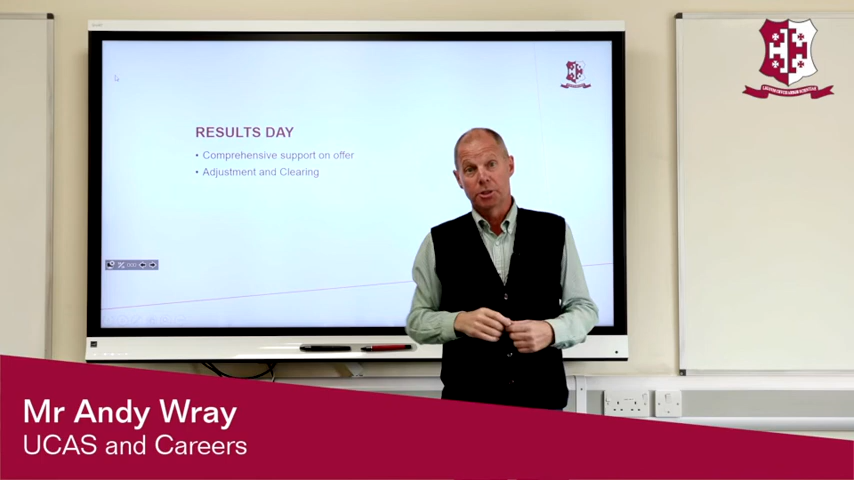 RESULTS DAY
• Comprehensive support on offer
• Adjustment and Clearing
Mr Andy Wray
UCAS and Careers